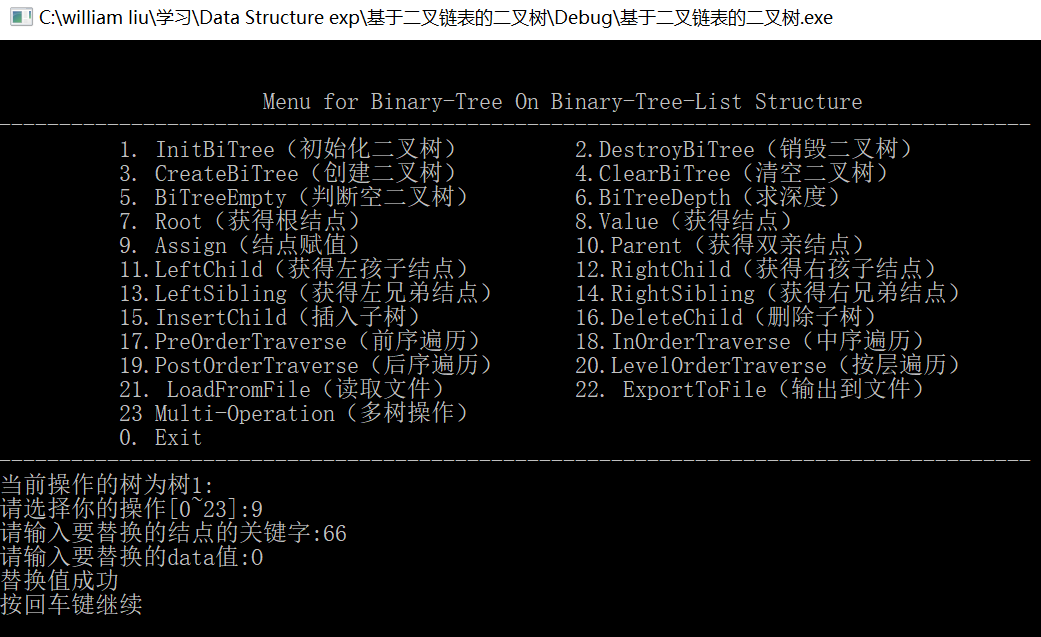 C:\william liu\学习\Data Structure exp\基于二叉链表的二叉树\Debug\基于二叉链表的二叉树.exe
Menu for Binary-Tree On Binary-Tree-List Structure
1. InitBiTree（初始化二叉树） 2.DestroyBiTree（销毁二叉树）
3. CreateBiTree（创建二叉树） 4.ClearBiTree（清空二叉树）
5. BiTreeEmpty（判断空二叉树） 6.BiTreeDepth（求深度）
7. Root（获得根结点） 8.Value（获得结点）
9. Assign（结点赋值） 10.Parent（获得双亲结点）
11.LeftChild（获得左孩子结点） 12.RightChild（获得右孩子结点）
13.LeftSibling（获得左兄弟结点） 14.RightSibling（获得右兄弟结点）
15.InsertChild（插入子树） 16.DeleteChild（删除子树）
17.PreOrderTraverse（前序遍历） 18.InOrderTraverse（中序遍历）
19.PostOrderTraverse（后序遍历） 20.LevelOrderTraverse（按层遍历）
21. LoadFromFile（读取文件） 22. ExportToFile（输出到文件）
23 Multi-Operation（多树操作）
0. Exit
当前操作的树为树1:
请选择你的操作[0~23]:9
请输入要替换的结点的关键字:66
请输入要替换的data值:O
替换值成功
按回车键继续